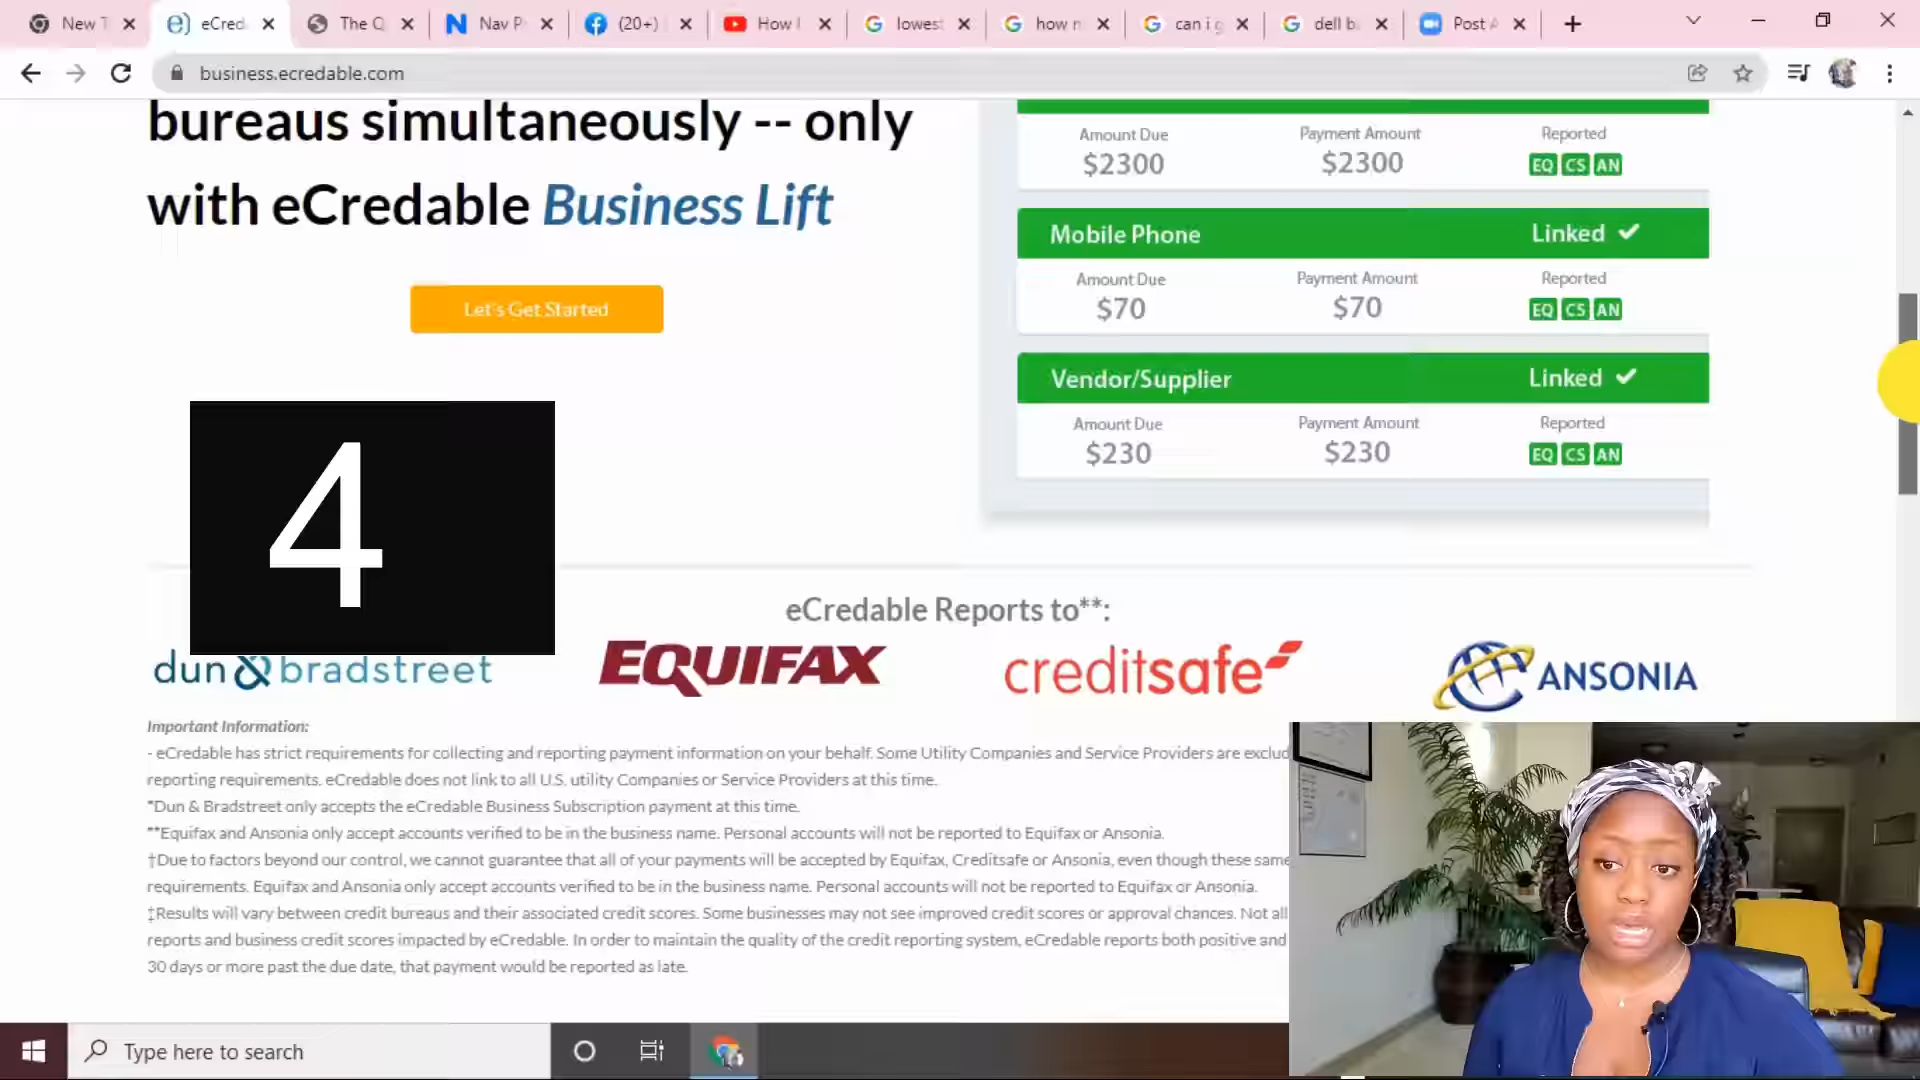 New T
eCred
The Q
Nav P
(20+)
How I
lowest
how n
can i g
dell b
Post A
business.ecredable.com
bureaus simultaneously -- only
with eCredable Business Lift
Let's Get Started
Amount Due
Payment Amount
Reported
$2300
$2300
EQ CS AN
Mobile Phone
Linked
Amount Due
Payment Amount
Reported
$70
$70
EQ CS AN
Vendor/Supplier
Linked
Amount Due
Payment Amount
Reported
$230
$230
EQ CS AN
4
eCredable Reports to**:
dun & bradstreet
EQUIFAX
creditsafe
ANSONIA
Important Information:
- eCredable has strict requirements for collecting and reporting payment information on your behalf. Some Utility Companies and Service Providers are exclud
reporting requirements. eCredable does not link to all U.S. utility Companies or Service Providers at this time.
*Dun & Bradstreet only accepts the eCredable Business Subscription payment at this time.
**Equifax and Ansonia only accept accounts verified to be in the business name. Personal accounts will not be reported to Equifax or Ansonia.
†Due to factors beyond our control, we cannot guarantee that all of your payments will be accepted by Equifax, Creditsafe or Ansonia, even though these same
requirements. Equifax and Ansonia only accept accounts verified to be in the business name. Personal accounts will not be reported to Equifax or Ansonia.
‡Results will vary between credit bureaus and their associated credit scores. Some businesses may not see improved credit scores or approval chances. Not all
reports and business credit scores impacted by eCredable. In order to maintain the quality of the credit reporting system, eCredable reports both positive and
30 days or more past the due date, that payment would be reported as late.
Type here to search